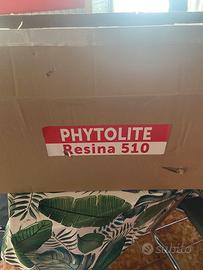 PHYTOLITE
Resina 510
subito